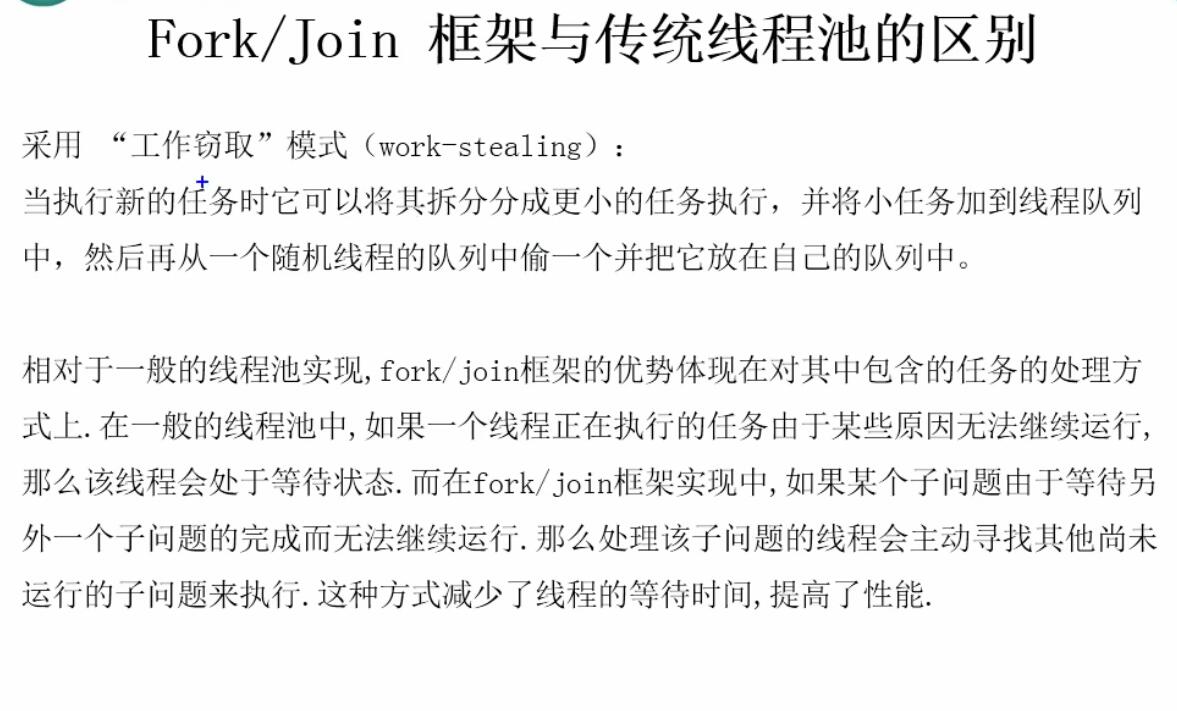 Fork/Join 框架与传统线程池的区别
采用 “工作窃取”模式（work-stealing）：
当执行新的任务时它可以将其拆分分成更小的任务执行，并将小任务加到线程队列
中，然后再从一个随机线程的队列中偷一个并把它放在自己的队列中。
相对于一般的线程池实现,fork/join框架的优势体现在对其中包含的任务的处理方
式上.在一般的线程池中,如果一个线程正在执行的任务由于某些原因无法继续运行,
那么该线程会处于等待状态.而在fork/join框架实现中,如果某个子问题由于等待另
外一个子问题的完成而无法继续运行.那么处理该子问题的线程会主动寻找其他尚未
运行的子问题来执行.这种方式减少了线程的等待时间,提高了性能.